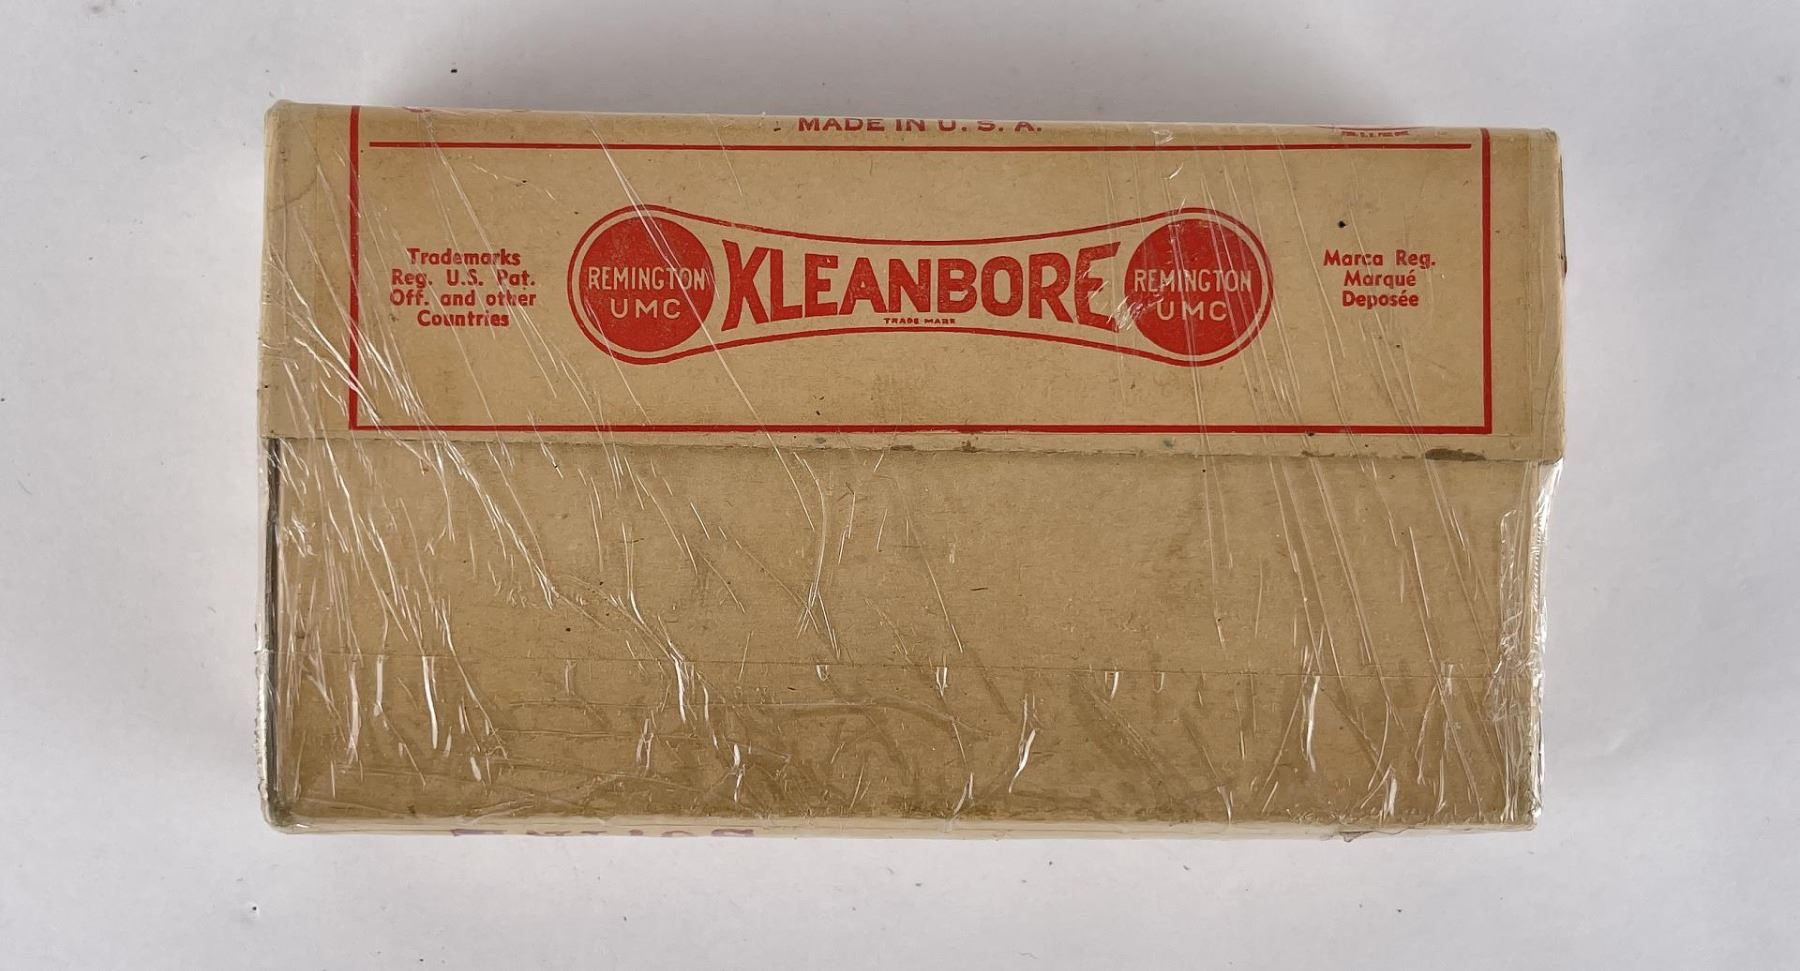 MADE IN U. S. A.
Trademarks
Reg. U.S. Pat.
Off. and other
Countries
REMINGTON
UMC
KLEANBORE
TRADE MARK
REMINGTON
UMC
Marca Reg.
Marqué
Deposée